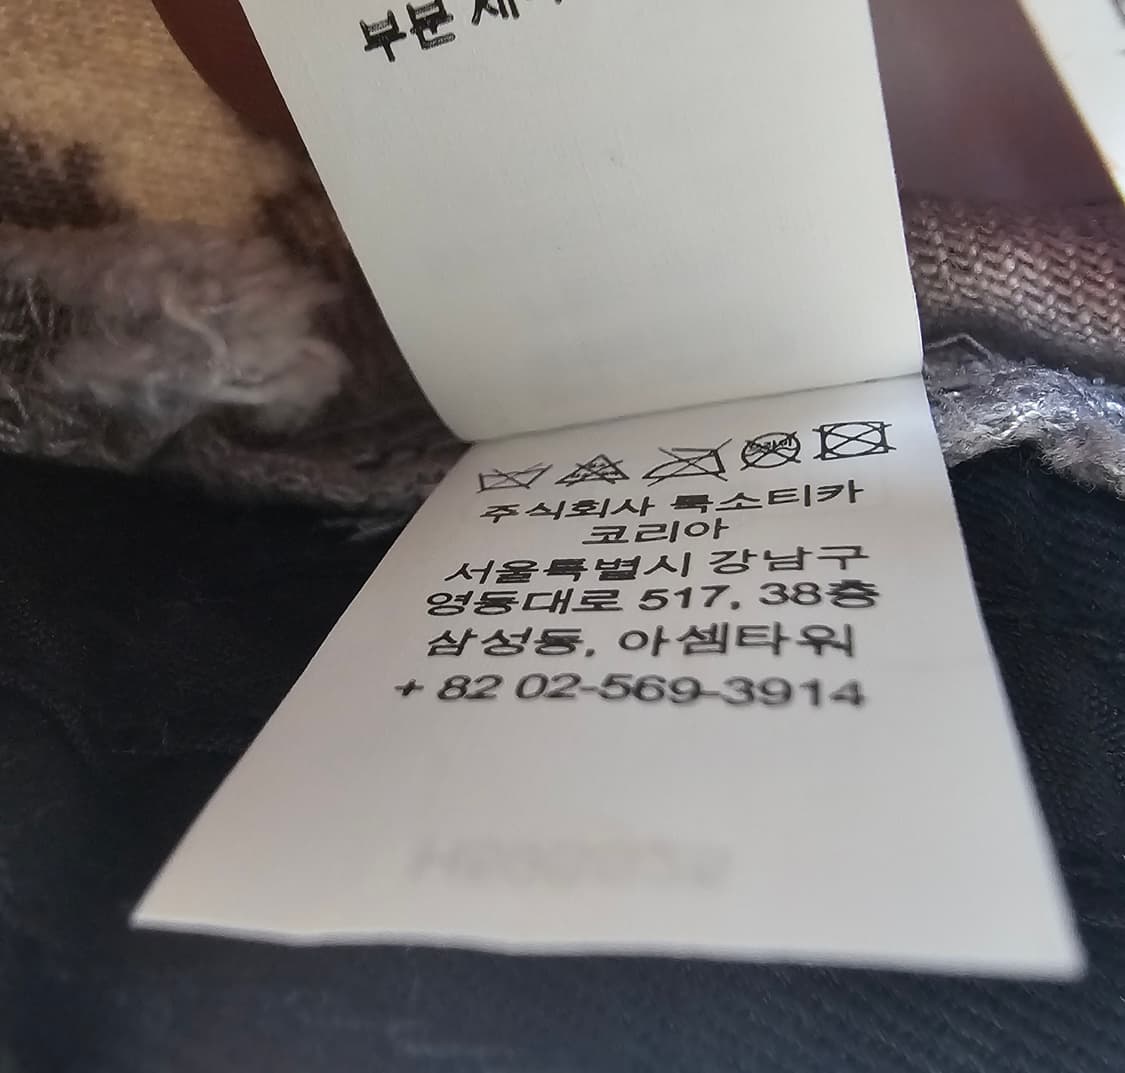 부분
주식회사 룩소티카
코리아
서울특별시 강남구
영동대로 517, 38층
삼성동, 아셈타워
+ 82 02-569-3914